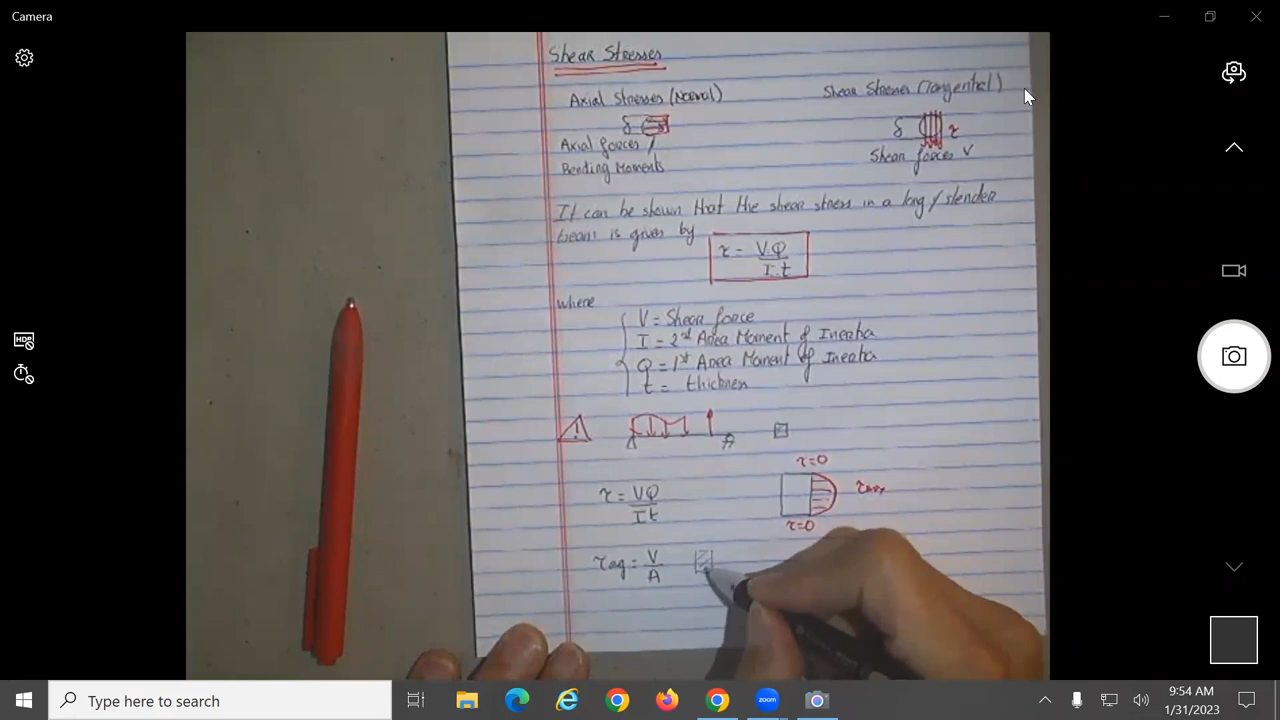 Camera
Shear Stresses
Axial Stresses (Normal)
Shear Stresses (Tangential)
δ
δ
τ
Axial forces /
Bending Moments
Shear forces V
It can be shown that the shear stress in a long / slender
beam is given by
τ = VQ
I.t
where
V = Shear force
I = 2nd Area Moment of Inertia
Q = 1st Area Moment of Inertia
t = thickness
!
τ=0
τ = VQ
It
τmax
τ=0
τavg = V
A
Type here to search
zoom
9:54 AM
1/31/2023